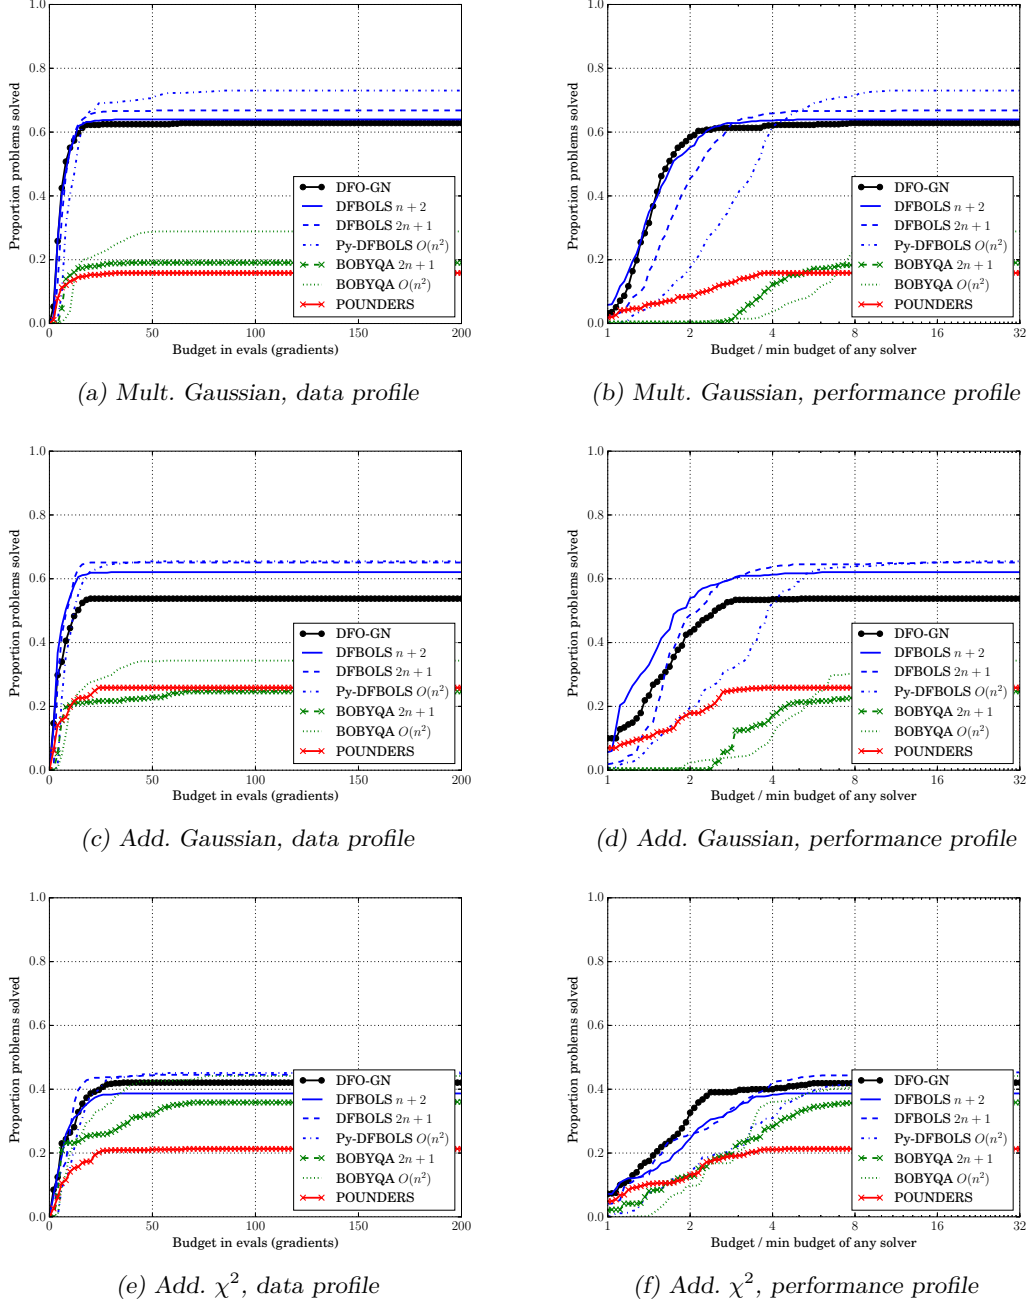 1.0
0.8
0.6
0.4
0.2
0.0
Proportion problems solved
DFO-GN
DFBOLS n + 2
DFBOLS 2n + 1
Py-DFBOLS O(n²)
BOBYQA 2n + 1
BOBYQA O(n²)
POUNDERS
0 50 100 150 200
Budget in evals (gradients)
(a) Mult. Gaussian, data profile
1.0
0.8
0.6
0.4
0.2
0.0
Proportion problems solved
DFO-GN
DFBOLS n + 2
DFBOLS 2n + 1
Py-DFBOLS O(n²)
BOBYQA 2n + 1
BOBYQA O(n²)
POUNDERS
1 2 4 8 16 32
Budget / min budget of any solver
(b) Mult. Gaussian, performance profile
1.0
0.8
0.6
0.4
0.2
0.0
Proportion problems solved
DFO-GN
DFBOLS n + 2
DFBOLS 2n + 1
Py-DFBOLS O(n²)
BOBYQA 2n + 1
BOBYQA O(n²)
POUNDERS
0 50 100 150 200
Budget in evals (gradients)
(c) Add. Gaussian, data profile
1.0
0.8
0.6
0.4
0.2
0.0
Proportion problems solved
DFO-GN
DFBOLS n + 2
DFBOLS 2n + 1
Py-DFBOLS O(n²)
BOBYQA 2n + 1
BOBYQA O(n²)
POUNDERS
1 2 4 8 16 32
Budget / min budget of any solver
(d) Add. Gaussian, performance profile
1.0
0.8
0.6
0.4
0.2
0.0
Proportion problems solved
DFO-GN
DFBOLS n + 2
DFBOLS 2n + 1
Py-DFBOLS O(n²)
BOBYQA 2n + 1
BOBYQA O(n²)
POUNDERS
0 50 100 150 200
Budget in evals (gradients)
(e) Add. χ², data profile
1.0
0.8
0.6
0.4
0.2
0.0
Proportion problems solved
DFO-GN
DFBOLS n + 2
DFBOLS 2n + 1
Py-DFBOLS O(n²)
BOBYQA 2n + 1
BOBYQA O(n²)
POUNDERS
1 2 4 8 16 32
Budget / min budget of any solver
(f) Add. χ², performance profile